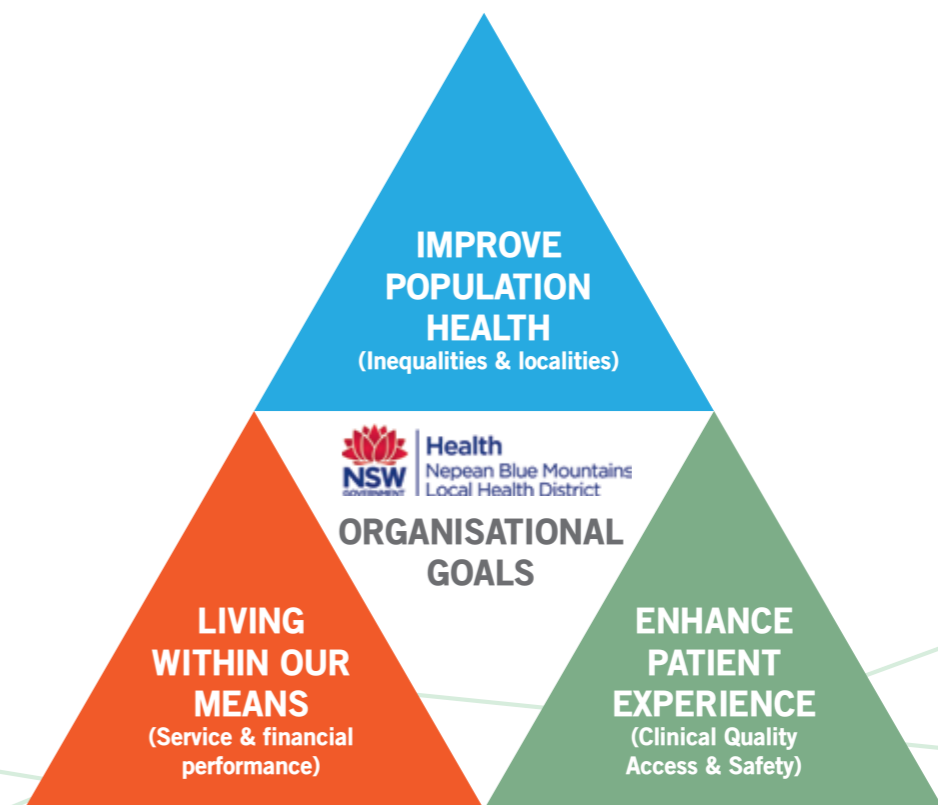 IMPROVE
POPULATION
HEALTH
(Inequalities & localities)
NSW
GOVERNMENT
Health
Nepean Blue Mountains
Local Health District
ORGANISATIONAL
GOALS
LIVING
WITHIN OUR
MEANS
(Service & financial
performance)
ENHANCE
PATIENT
EXPERIENCE
(Clinical Quality
Access & Safety)